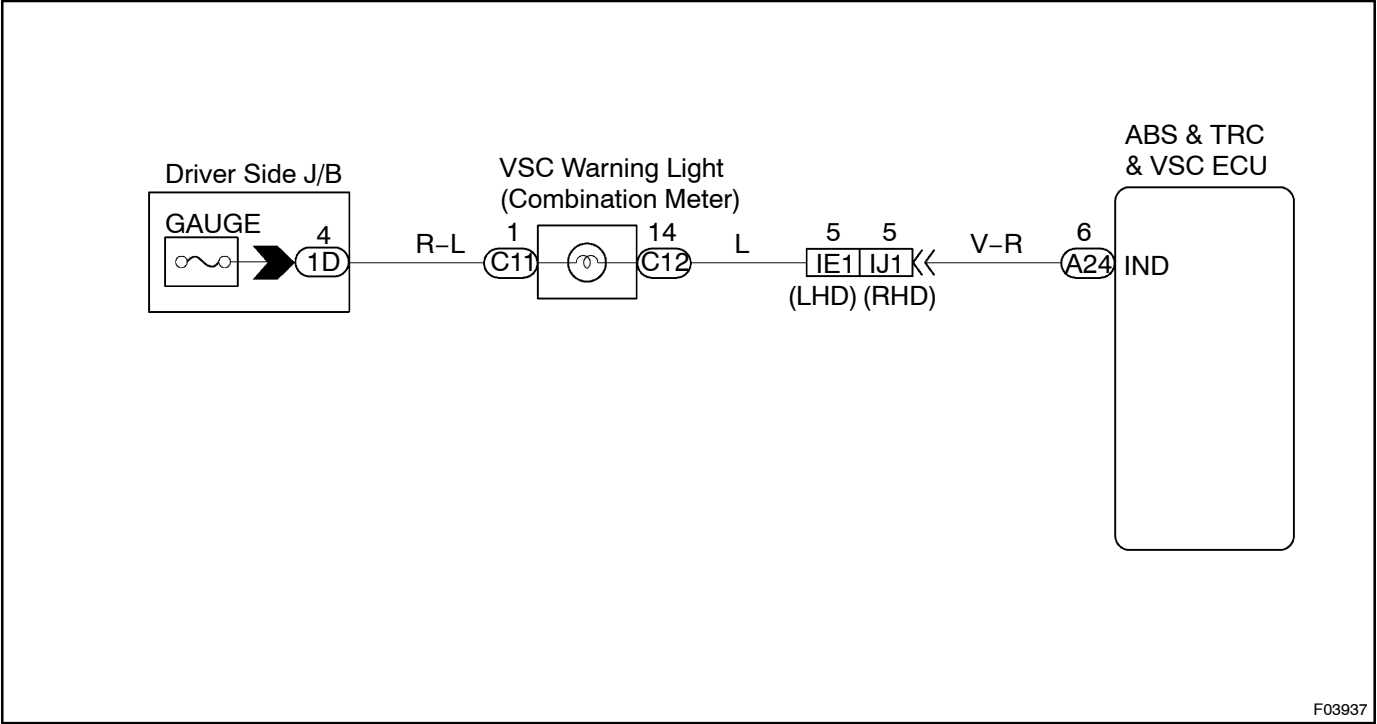 ABS & TRC
& VSC ECU
Driver Side J/B
VSC Warning Light
(Combination Meter)
GAUGE
4
1D
R–L
1
C11
14
C12
L
5 5
IE1 IJ1
(LHD) (RHD)
V–R
6
A24
IND
F03937